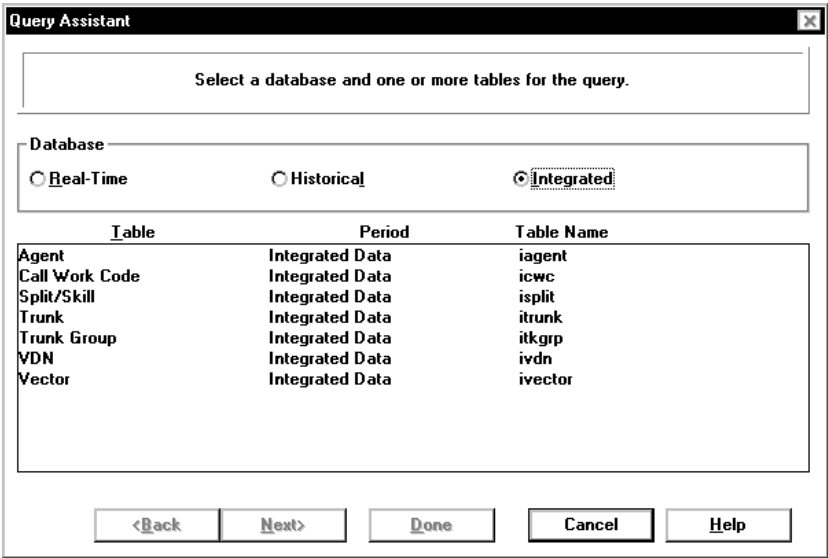 Query Assistant
Select a database and one or more tables for the query.
Database
Real-Time Historical Integrated
Table Period Table Name
Agent Integrated Data iagent
Call Work Code Integrated Data icwc
Split/Skill Integrated Data isplit
Trunk Integrated Data itrunk
Trunk Group Integrated Data itkgrp
VDN Integrated Data ivdn
Vector Integrated Data ivector
<Back Next> Done Cancel Help